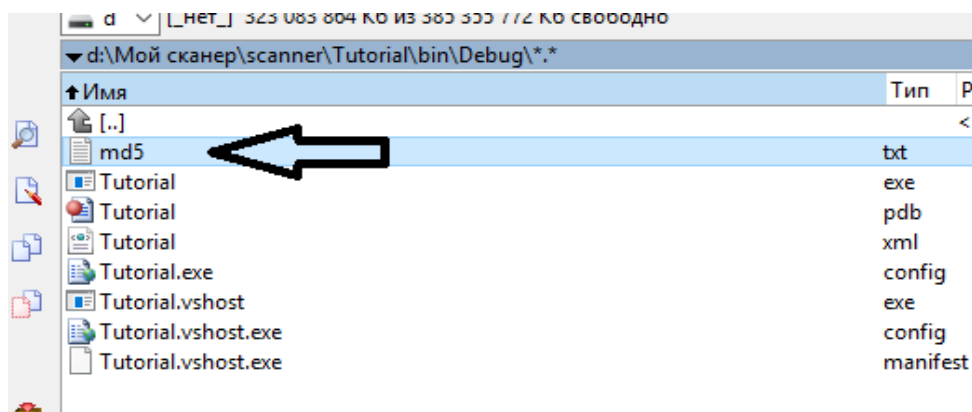 d [_нет_] 323 083 864 Кб из 385 355 772 Кб свободно
d:\Мой сканер\scanner\Tutorial\bin\Debug\*.*
Имя Тип Р
[..] <
md5 txt
Tutorial exe
Tutorial pdb
Tutorial xml
Tutorial.exe config
Tutorial.vshost exe
Tutorial.vshost.exe config
Tutorial.vshost.exe manifest